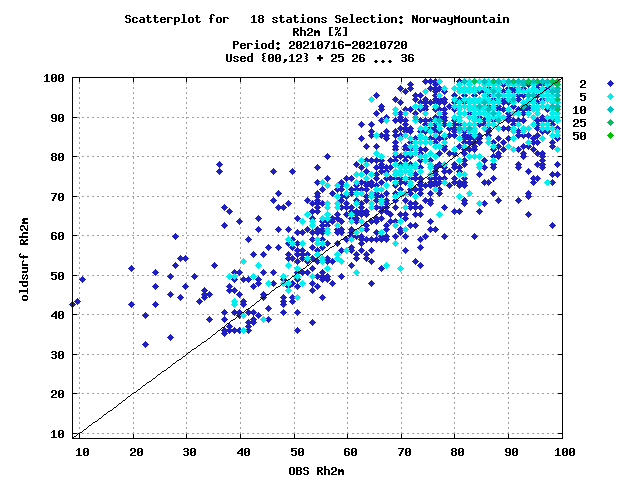 Scatterplot for   18 stations Selection: NorwayMountain
Rh2m [%]
Period: 20210716-20210720
Used {00,12} + 25 26 ... 36
100
90
80
70
60
50
40
30
20
10
oldsurf Rh2m
2
5
10
25
50
10 20 30 40 50 60 70 80 90 100
OBS Rh2m